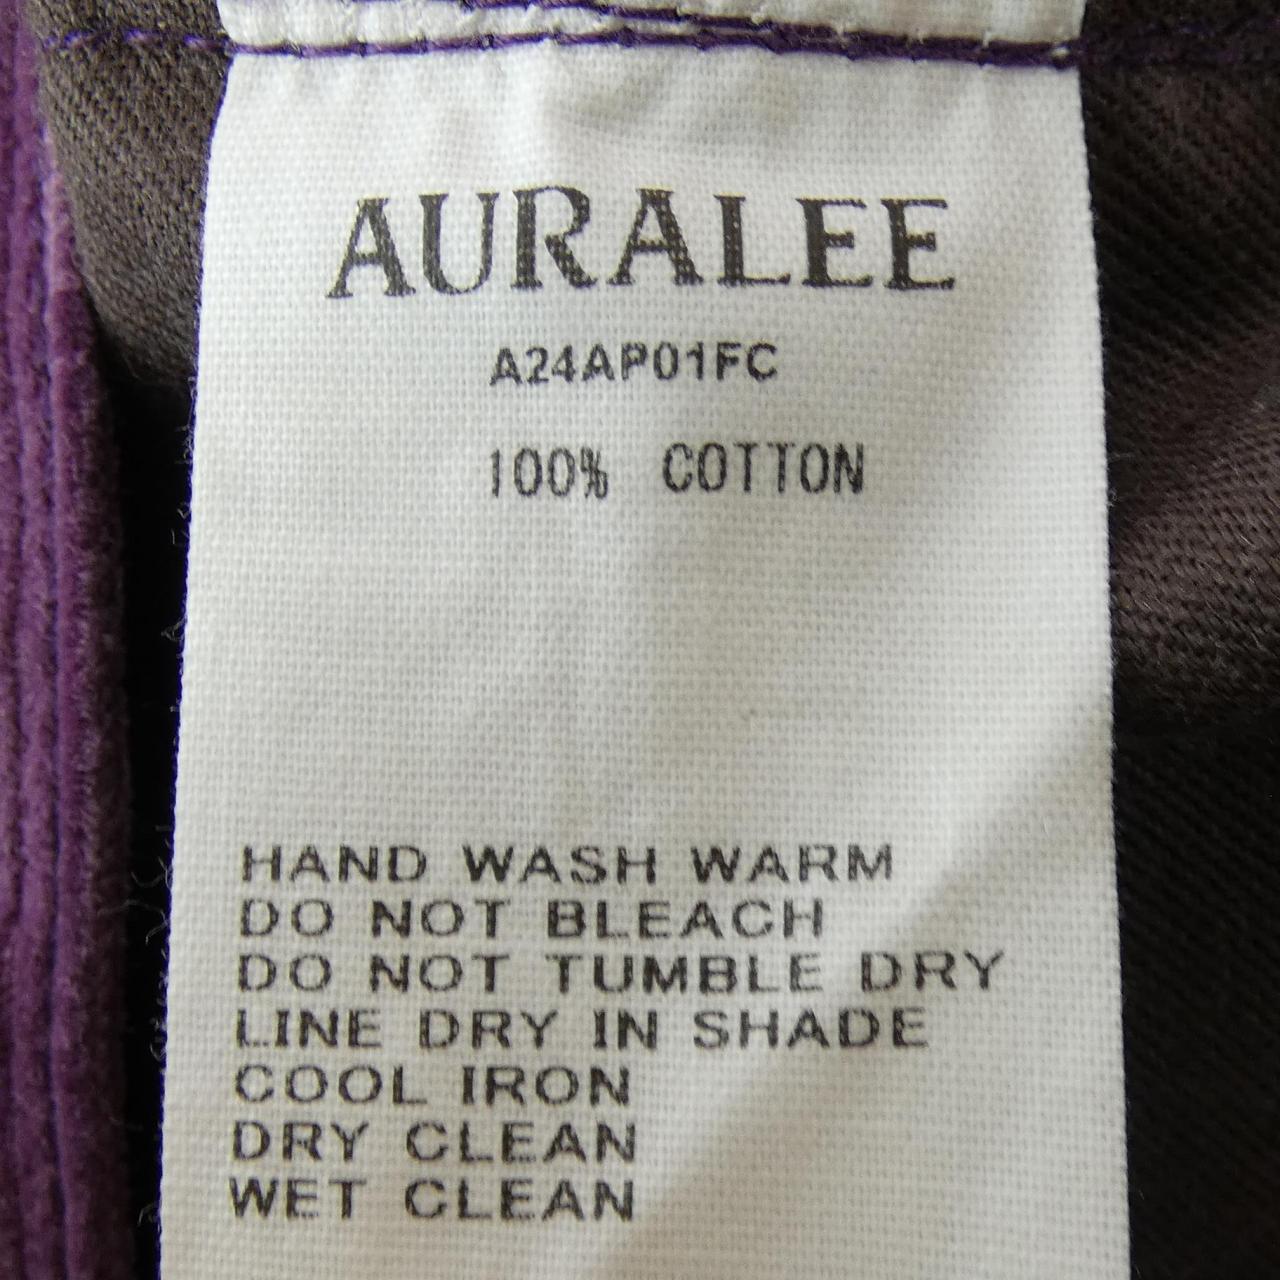 AURALEE
A24AP01FC
100% COTTON
HAND WASH WARM
DO NOT BLEACH
DO NOT TUMBLE DRY
LINE DRY IN SHADE
COOL IRON
DRY CLEAN
WET CLEAN